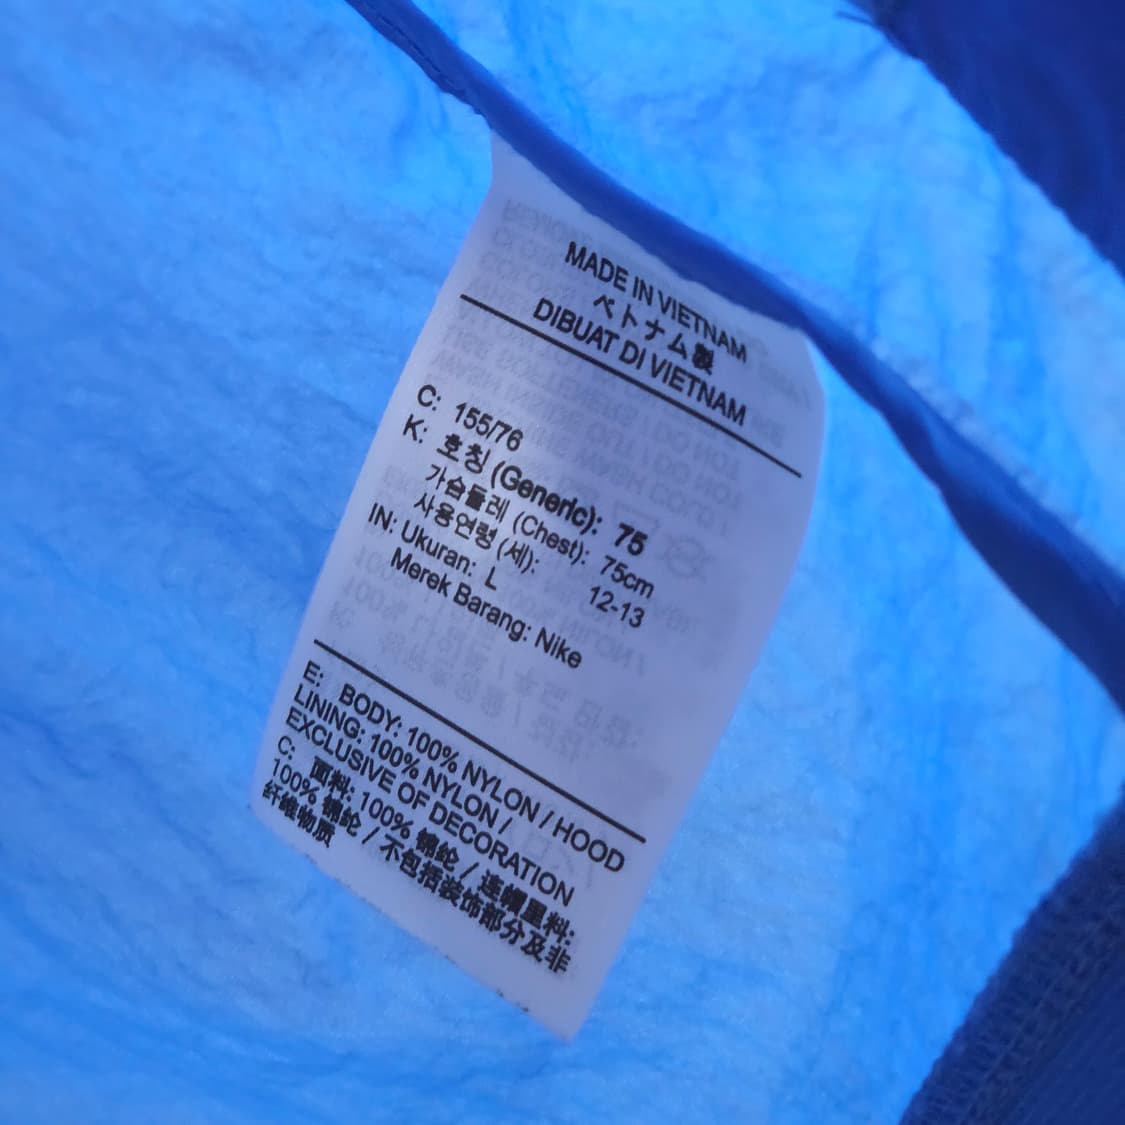 MADE IN VIETNAM
ベトナム製
DIBUAT DI VIETNAM
C: 155/76
K: 호칭 (Generic): 75
가슴둘레 (Chest): 75cm
사용연령 (세): 12-13
IN: Ukuran: L
Merek Barang: Nike
E: BODY: 100% NYLON / HOOD
LINING: 100% NYLON /
EXCLUSIVE OF DECORATION
C: 面料: 100% 锦纶 / 连帽里料:
100% 锦纶 / 不包括装饰部分及非
纤维物质